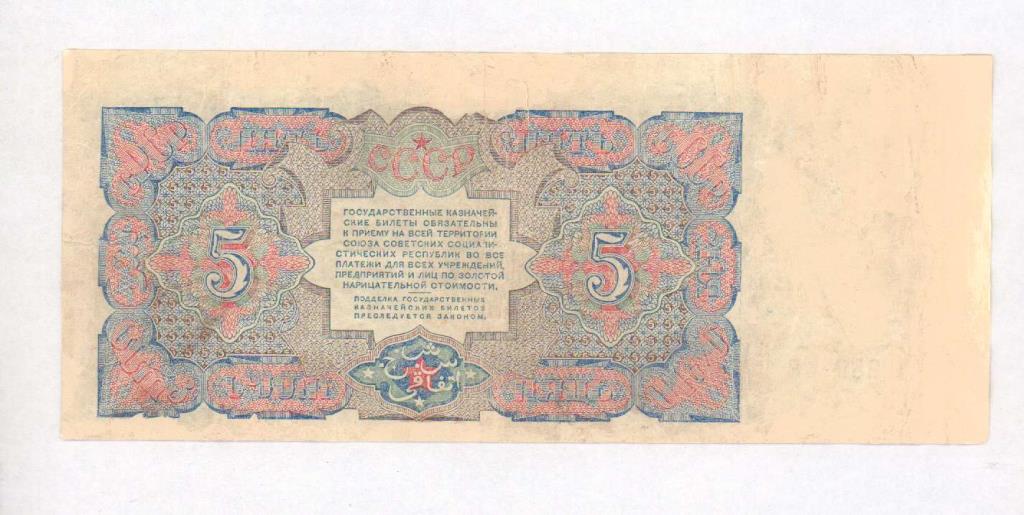 ПЯТЬ
ПЯТЬ
СССР
5
5
ГОСУДАРСТВЕННЫЕ КАЗНАЧЕЙ-
СКИЕ БИЛЕТЫ ОБЯЗАТЕЛЬНЫ
К ПРИЕМУ НА ВСЕЙ ТЕРРИТОРИИ
СОЮЗА СОВЕТСКИХ СОЦИАЛИ-
СТИЧЕСКИХ РЕСПУБЛИК ВО ВСЕ
ПЛАТЕЖИ ДЛЯ ВСЕХ УЧРЕЖДЕНИЙ,
ПРЕДПРИЯТИЙ И ЛИЦ ПО ЗОЛОТОЙ
НАРИЦАТЕЛЬНОЙ СТОИМОСТИ.
ПОДДЕЛКА ГОСУДАРСТВЕННЫХ
КАЗНАЧЕЙСКИХ БИЛЕТОВ
ПРЕСЛЕДУЕТСЯ ЗАКОНОМ.